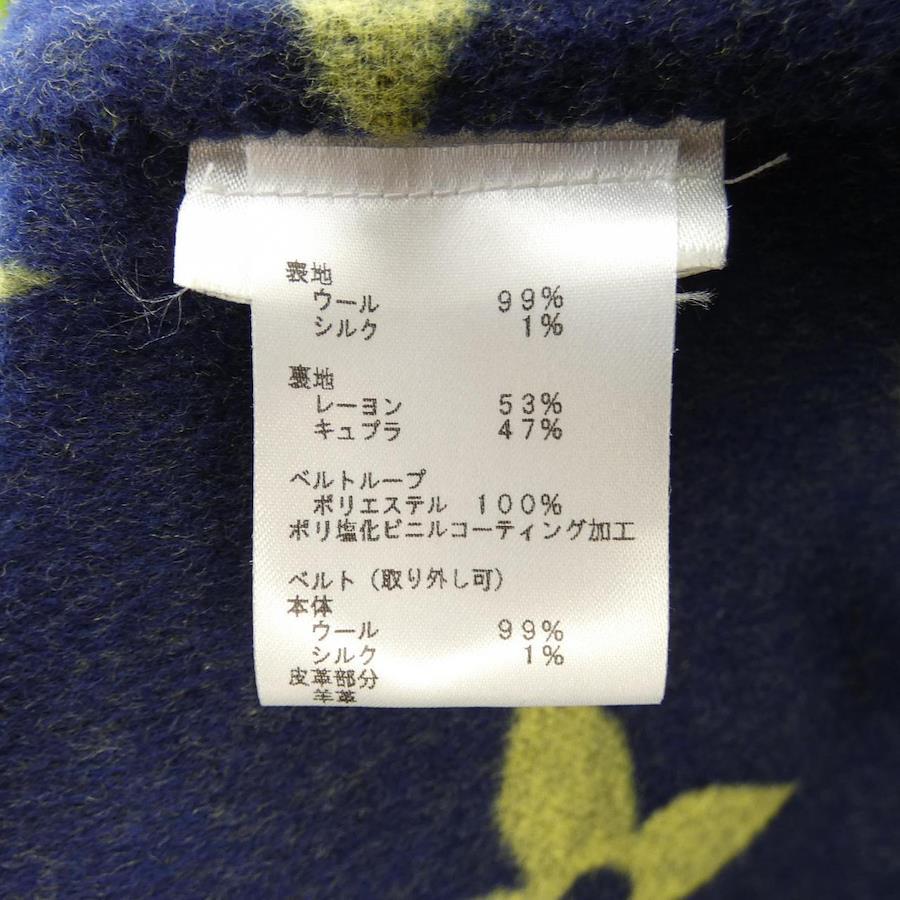 表地
ウール 99%
シルク 1%
裏地
レーヨン 53%
キュプラ 47%
ベルトループ
ポリエステル 100%
ポリ塩化ビニルコーティング加工
ベルト(取り外し可)
本体
ウール 99%
シルク 1%
皮革部分
羊革